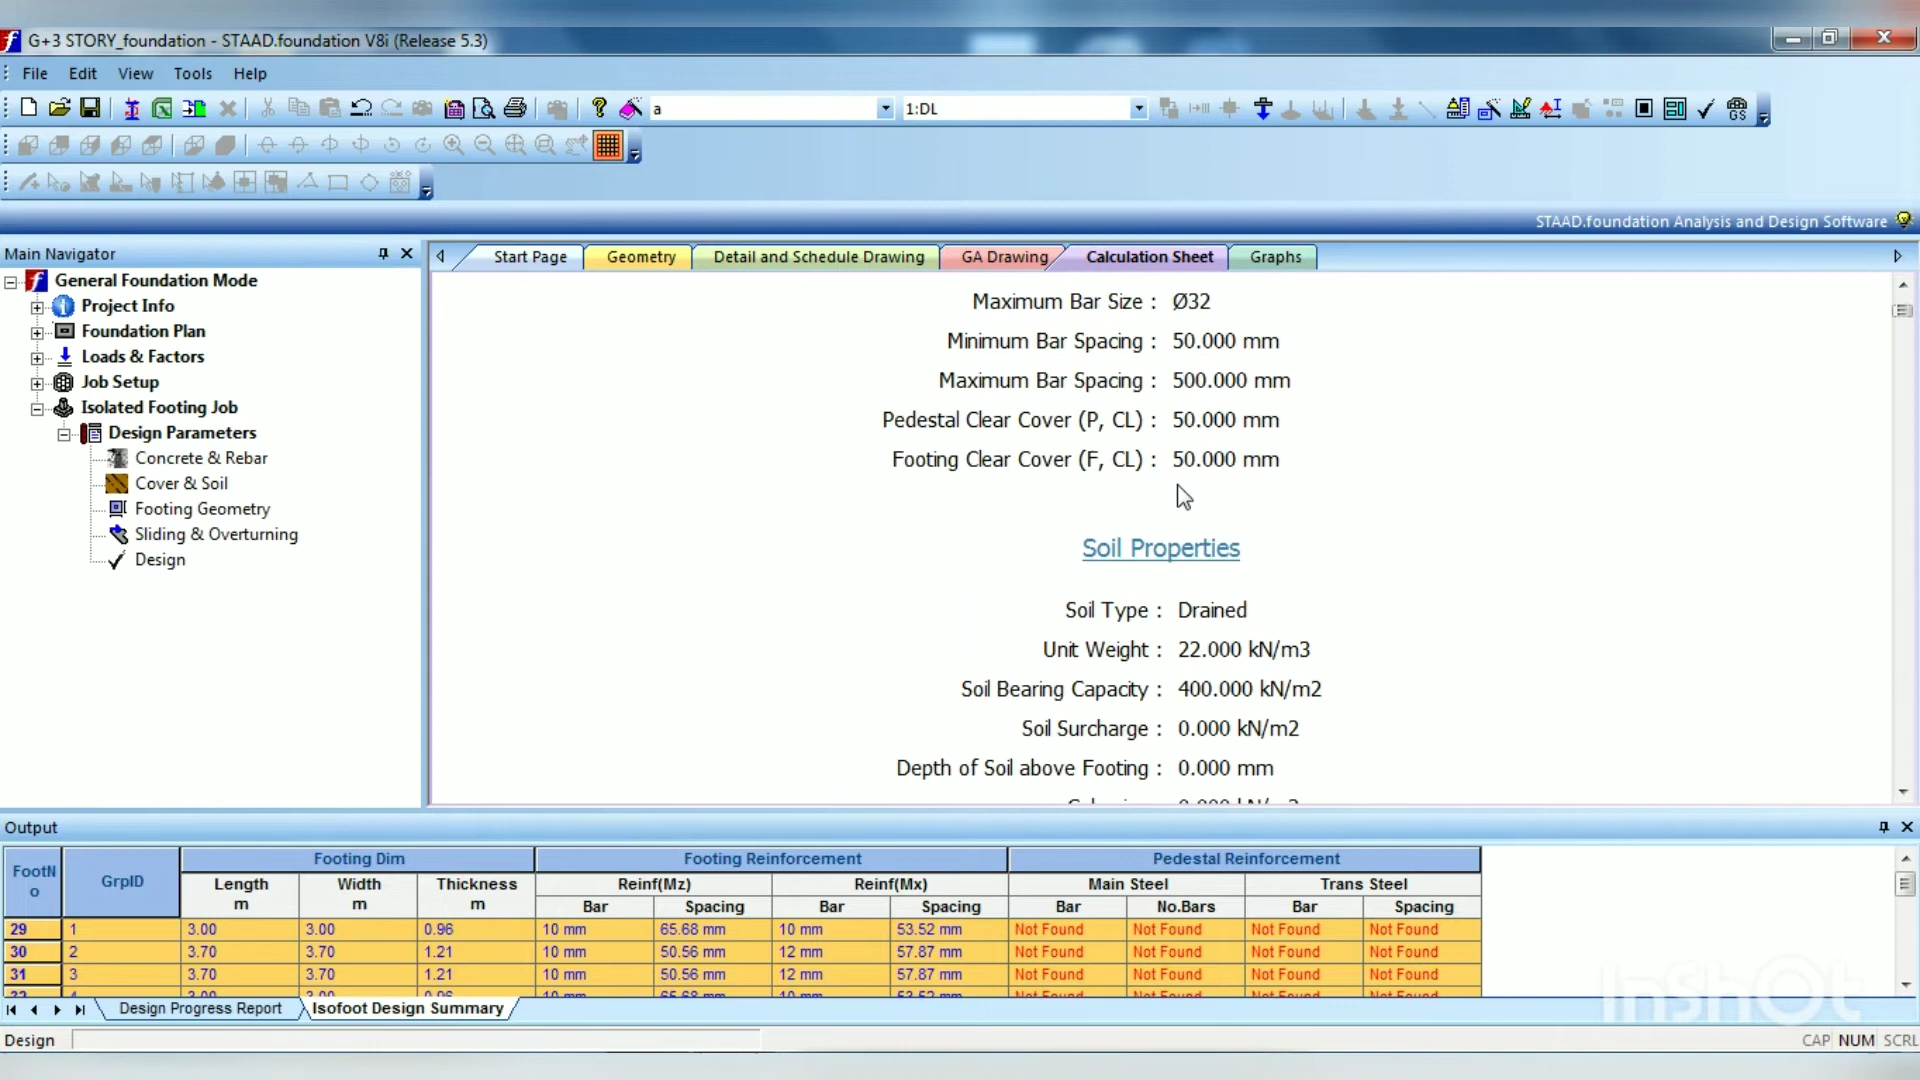 G+3 STORY_foundation - STAAD.foundation V8i (Release 5.3)
File Edit View Tools Help
a 1:DL
STAAD.foundation Analysis and Design Software
Main Navigator
Start Page Geometry Detail and Schedule Drawing GA Drawing Calculation Sheet Graphs
General Foundation Mode
Project Info
Foundation Plan
Loads & Factors
Job Setup
Isolated Footing Job
Design Parameters
Concrete & Rebar
Cover & Soil
Footing Geometry
Sliding & Overturning
Design
Maximum Bar Size : Ø32
Minimum Bar Spacing : 50.000 mm
Maximum Bar Spacing : 500.000 mm
Pedestal Clear Cover (P, CL) : 50.000 mm
Footing Clear Cover (F, CL) : 50.000 mm
Soil Properties
Soil Type : Drained
Unit Weight : 22.000 kN/m3
Soil Bearing Capacity : 400.000 kN/m2
Soil Surcharge : 0.000 kN/m2
Depth of Soil above Footing : 0.000 mm
Output
FootN
o
GrpID
Footing Dim Footing Reinforcement Pedestal Reinforcement
Length Width Thickness Reinf(Mz) Reinf(Mx) Main Steel Trans Steel
m m m Bar Spacing Bar Spacing Bar No.Bars Bar Spacing
29 1 3.00 3.00 0.96 10 mm 65.68 mm 10 mm 53.52 mm Not Found Not Found Not Found Not Found
30 2 3.70 3.70 1.21 10 mm 50.56 mm 12 mm 57.87 mm Not Found Not Found Not Found Not Found
31 3 3.70 3.70 1.21 10 mm 50.56 mm 12 mm 57.87 mm Not Found Not Found Not Found Not Found
Design Progress Report Isofoot Design Summary
InShOt
Design CAP NUM SCRL